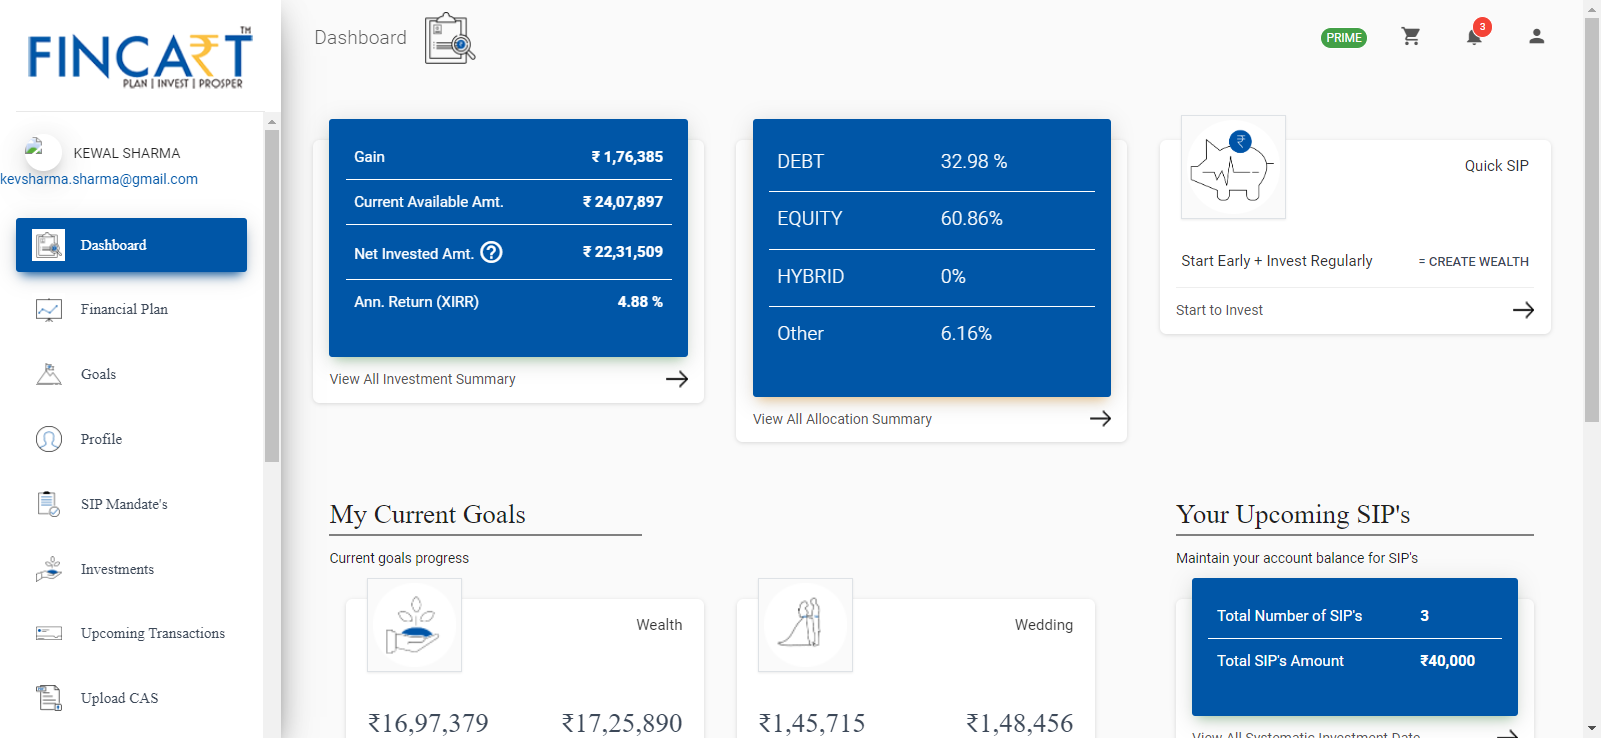 FINCART TM
PLAN | INVEST | PROSPER
KEWAL SHARMA
kevsharma.sharma@gmail.com
Dashboard
Financial Plan
Goals
Profile
SIP Mandate's
Investments
Upcoming Transactions
Upload CAS
Dashboard
PRIME
3
Gain ₹ 1,76,385
Current Available Amt. ₹ 24,07,897
Net Invested Amt. ? ₹ 22,31,509
Ann. Return (XIRR) 4.88 %
View All Investment Summary
DEBT 32.98 %
EQUITY 60.86%
HYBRID 0%
Other 6.16%
View All Allocation Summary
₹
Quick SIP
Start Early + Invest Regularly = CREATE WEALTH
Start to Invest
My Current Goals
Current goals progress
Wealth
₹16,97,379 ₹17,25,890
Wedding
₹1,45,715 ₹1,48,456
Your Upcoming SIP's
Maintain your account balance for SIP's
Total Number of SIP's 3
Total SIP's Amount ₹40,000
View All Systematic Investment Date